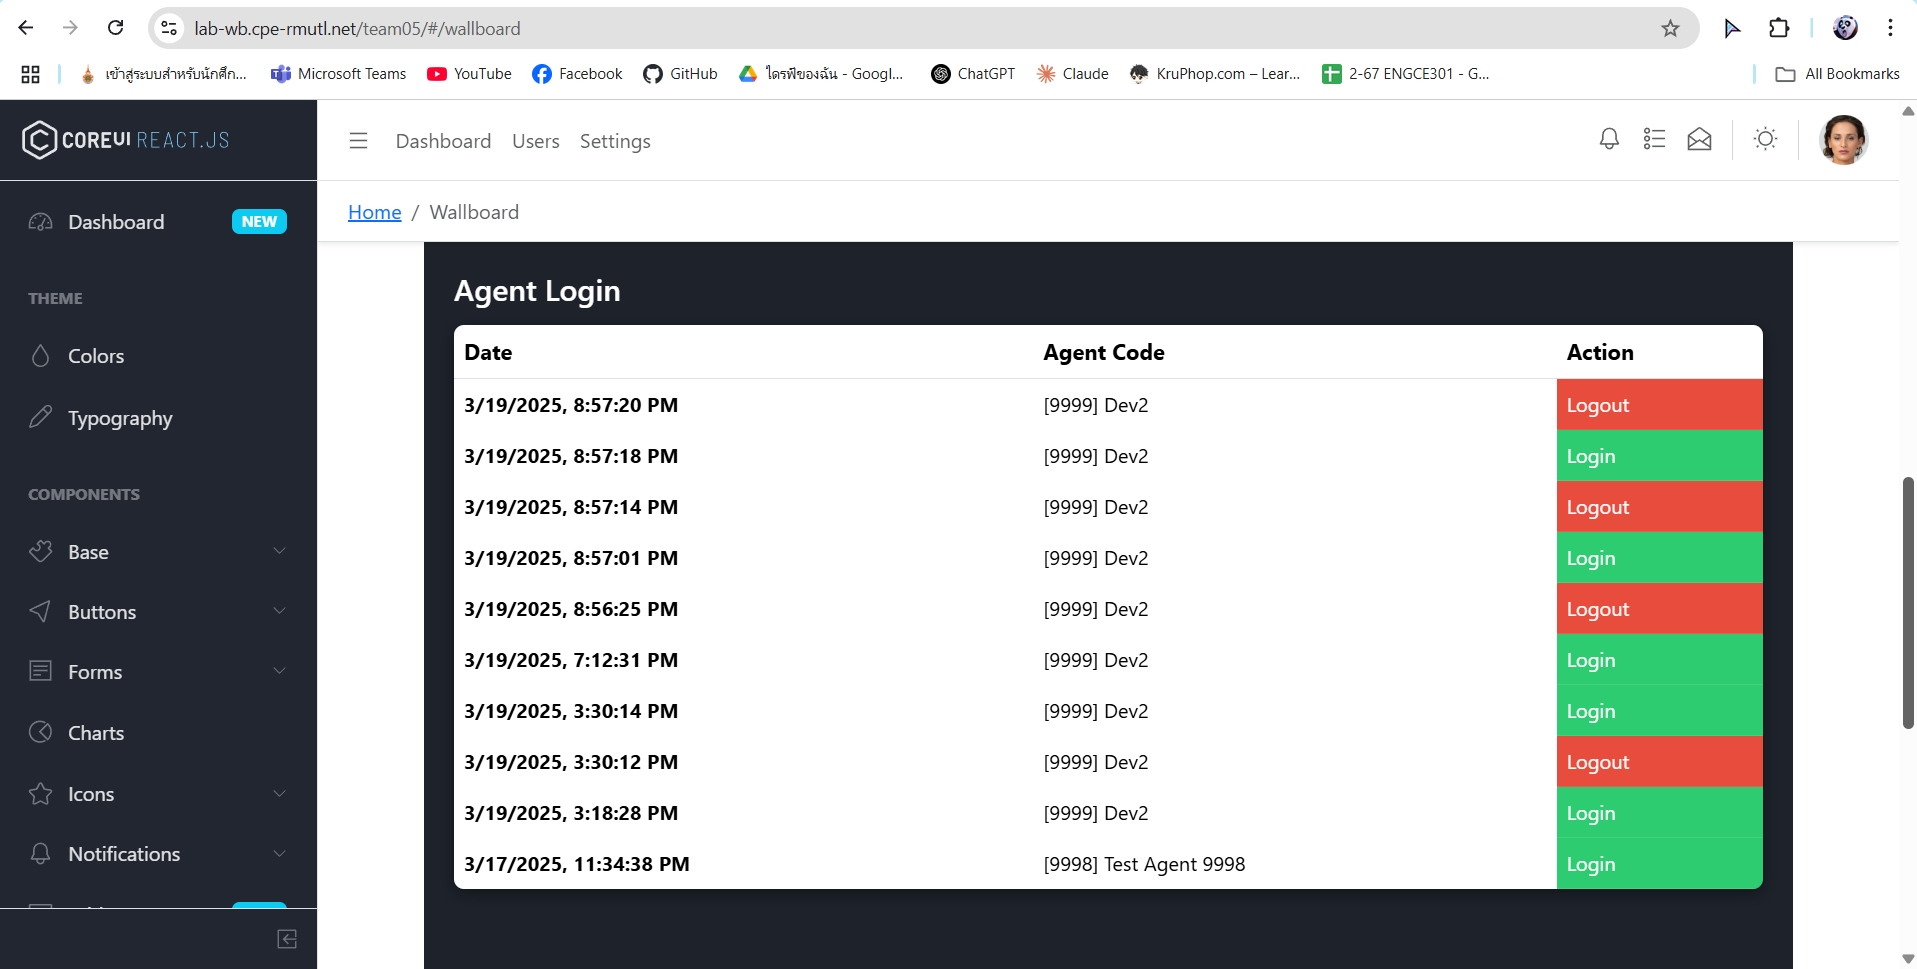 lab-wb.cpe-rmutl.net/team05/#/wallboard
เข้าสู่ระบบสำหรับนักศึก... Microsoft Teams YouTube Facebook GitHub ไดรฟ์ของฉัน - Googl... ChatGPT Claude KruPhop.com – Lear... 2-67 ENGCE301 - G... All Bookmarks
COREUI REACT.JS
Dashboard Users Settings
Home / Wallboard
Dashboard NEW
THEME
Colors
Typography
COMPONENTS
Base
Buttons
Forms
Charts
Icons
Notifications
Agent Login
Date Agent Code Action
3/19/2025, 8:57:20 PM [9999] Dev2 Logout
3/19/2025, 8:57:18 PM [9999] Dev2 Login
3/19/2025, 8:57:14 PM [9999] Dev2 Logout
3/19/2025, 8:57:01 PM [9999] Dev2 Login
3/19/2025, 8:56:25 PM [9999] Dev2 Logout
3/19/2025, 7:12:31 PM [9999] Dev2 Login
3/19/2025, 3:30:14 PM [9999] Dev2 Login
3/19/2025, 3:30:12 PM [9999] Dev2 Logout
3/19/2025, 3:18:28 PM [9999] Dev2 Login
3/17/2025, 11:34:38 PM [9998] Test Agent 9998 Login